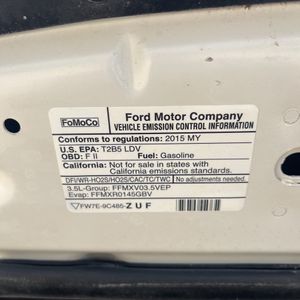 FoMoCo
Ford Motor Company
VEHICLE EMISSION CONTROL INFORMATION
Conforms to regulations: 2015 MY
U.S. EPA: T2B5 LDV
OBD: F II Fuel: Gasoline
California: Not for sale in states with
California emissions standards.
DFI/WR-HO2S/HO2S/CAC/TC/TWC No adjustments needed.
3.5L-Group: FFMXV03.5VEP
Evap: FFMXR0145GBV
FW7E-9C485-ZUF